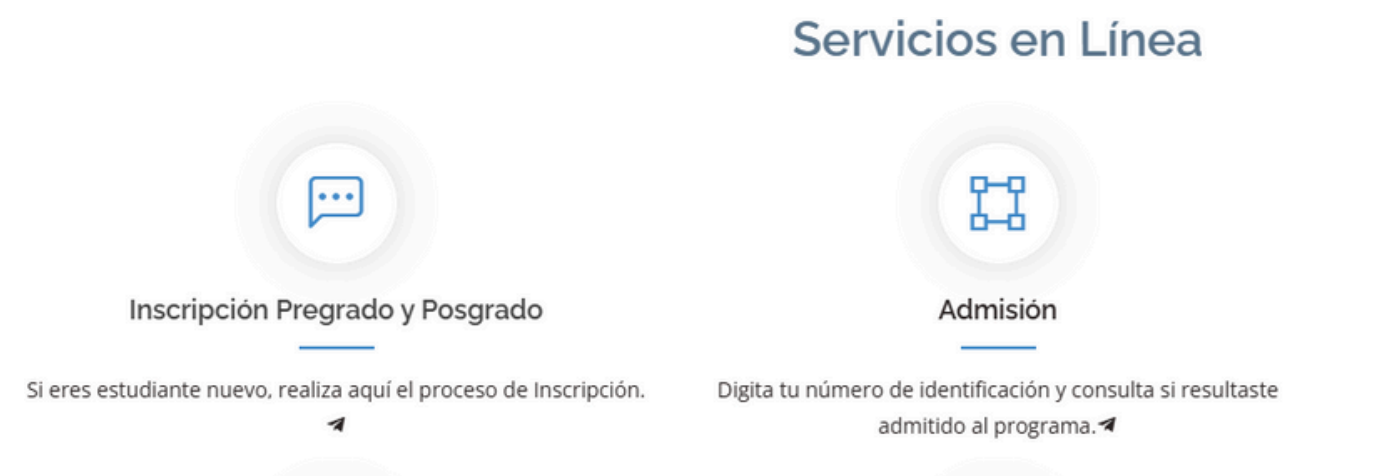 Servicios en Línea
Inscripción Pregrado y Posgrado
Si eres estudiante nuevo, realiza aquí el proceso de Inscripción.
Admisión
Digita tu número de identificación y consulta si resultaste
admitido al programa.